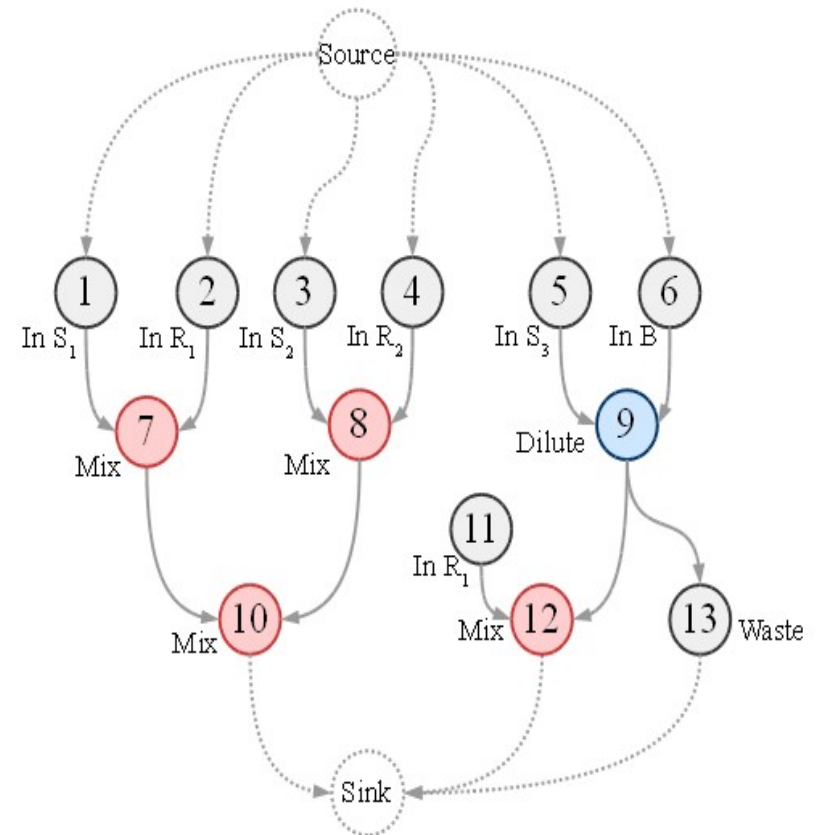 Source
1 2 3 4 5 6
In S₁ In R₁ In S₂ In R₂ In S₃ In B
7 8 9
Mix Mix Dilute
11
In R₁
10 12 13
Mix Mix Waste
Sink